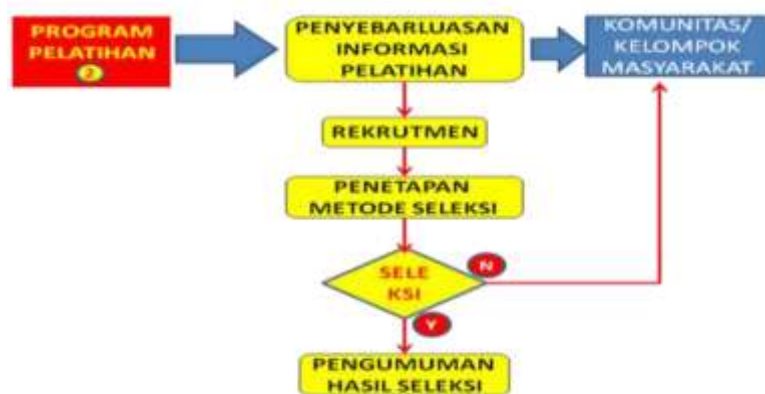 PROGRAM
PELATIHAN
2
PENYEBARLUASAN
INFORMASI
PELATIHAN
KOMUNITAS/
KELOMPOK
MASYARAKAT
REKRUTMEN
PENETAPAN
METODE SELEKSI
SELE
KSI
N
Y
PENGUMUMAN
HASIL SELEKSI